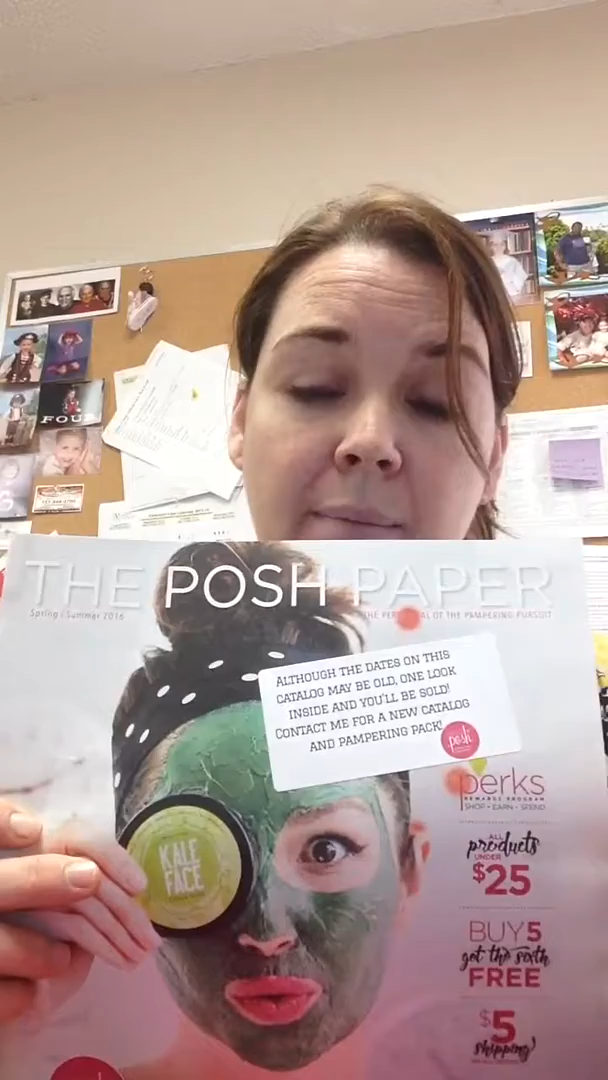 FOUR
THE POSH PAPER
Spring | Summer 2016
OF THE PAMPERING PURSUIT
ALTHOUGH THE DATES ON THIS
CATALOG MAY BE OLD, ONE LOOK
INSIDE AND YOU'LL BE SOLD!
CONTACT ME FOR A NEW CATALOG
AND PAMPERING PACK!
posh
perks
REWARDS PROGRAM
SHOP • EARN • SPEND
ALL
products
UNDER
$25
BUY 5
get the sixth
FREE
$5
shipping
KALE
FACE